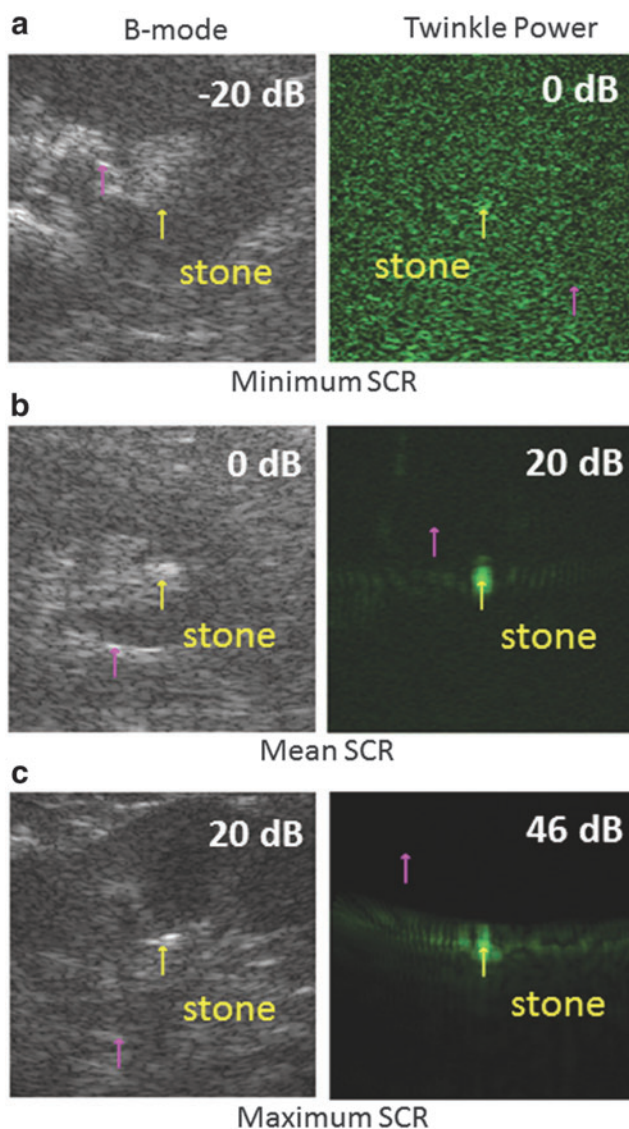 a
B-mode Twinkle Power
-20 dB 0 dB
stone stone
Minimum SCR
b
0 dB 20 dB
stone stone
Mean SCR
c
20 dB 46 dB
stone stone
Maximum SCR